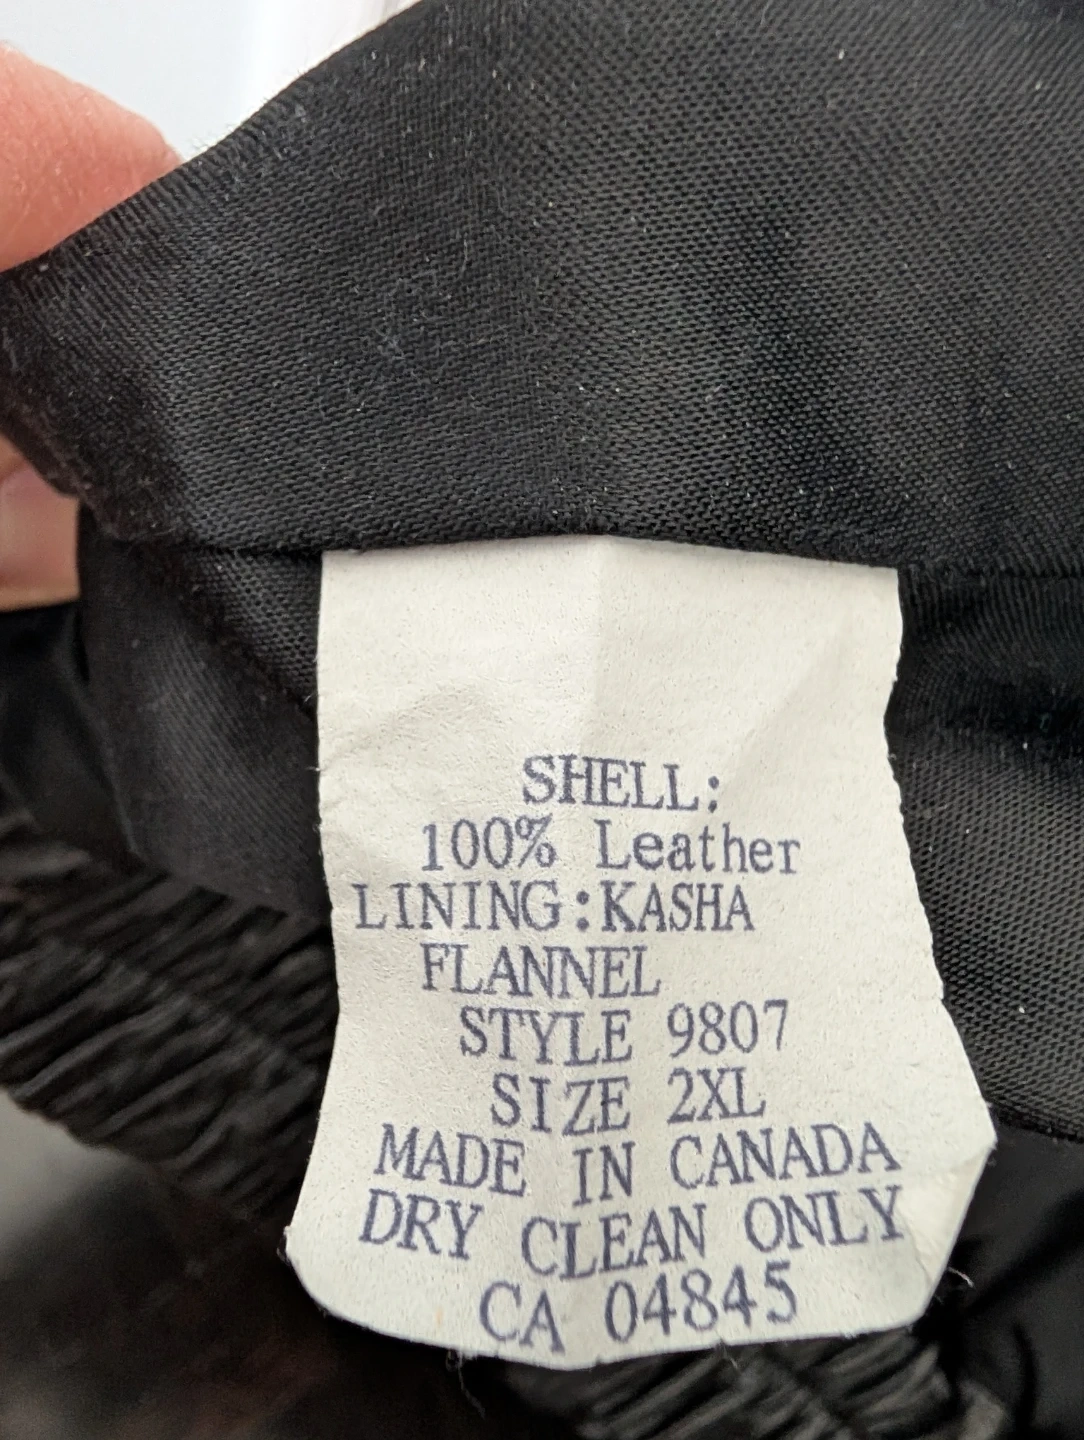 SHELL:
100% Leather
LINING:KASHA
FLANNEL
STYLE 9807
SIZE 2XL
MADE IN CANADA
DRY CLEAN ONLY
CA 04845